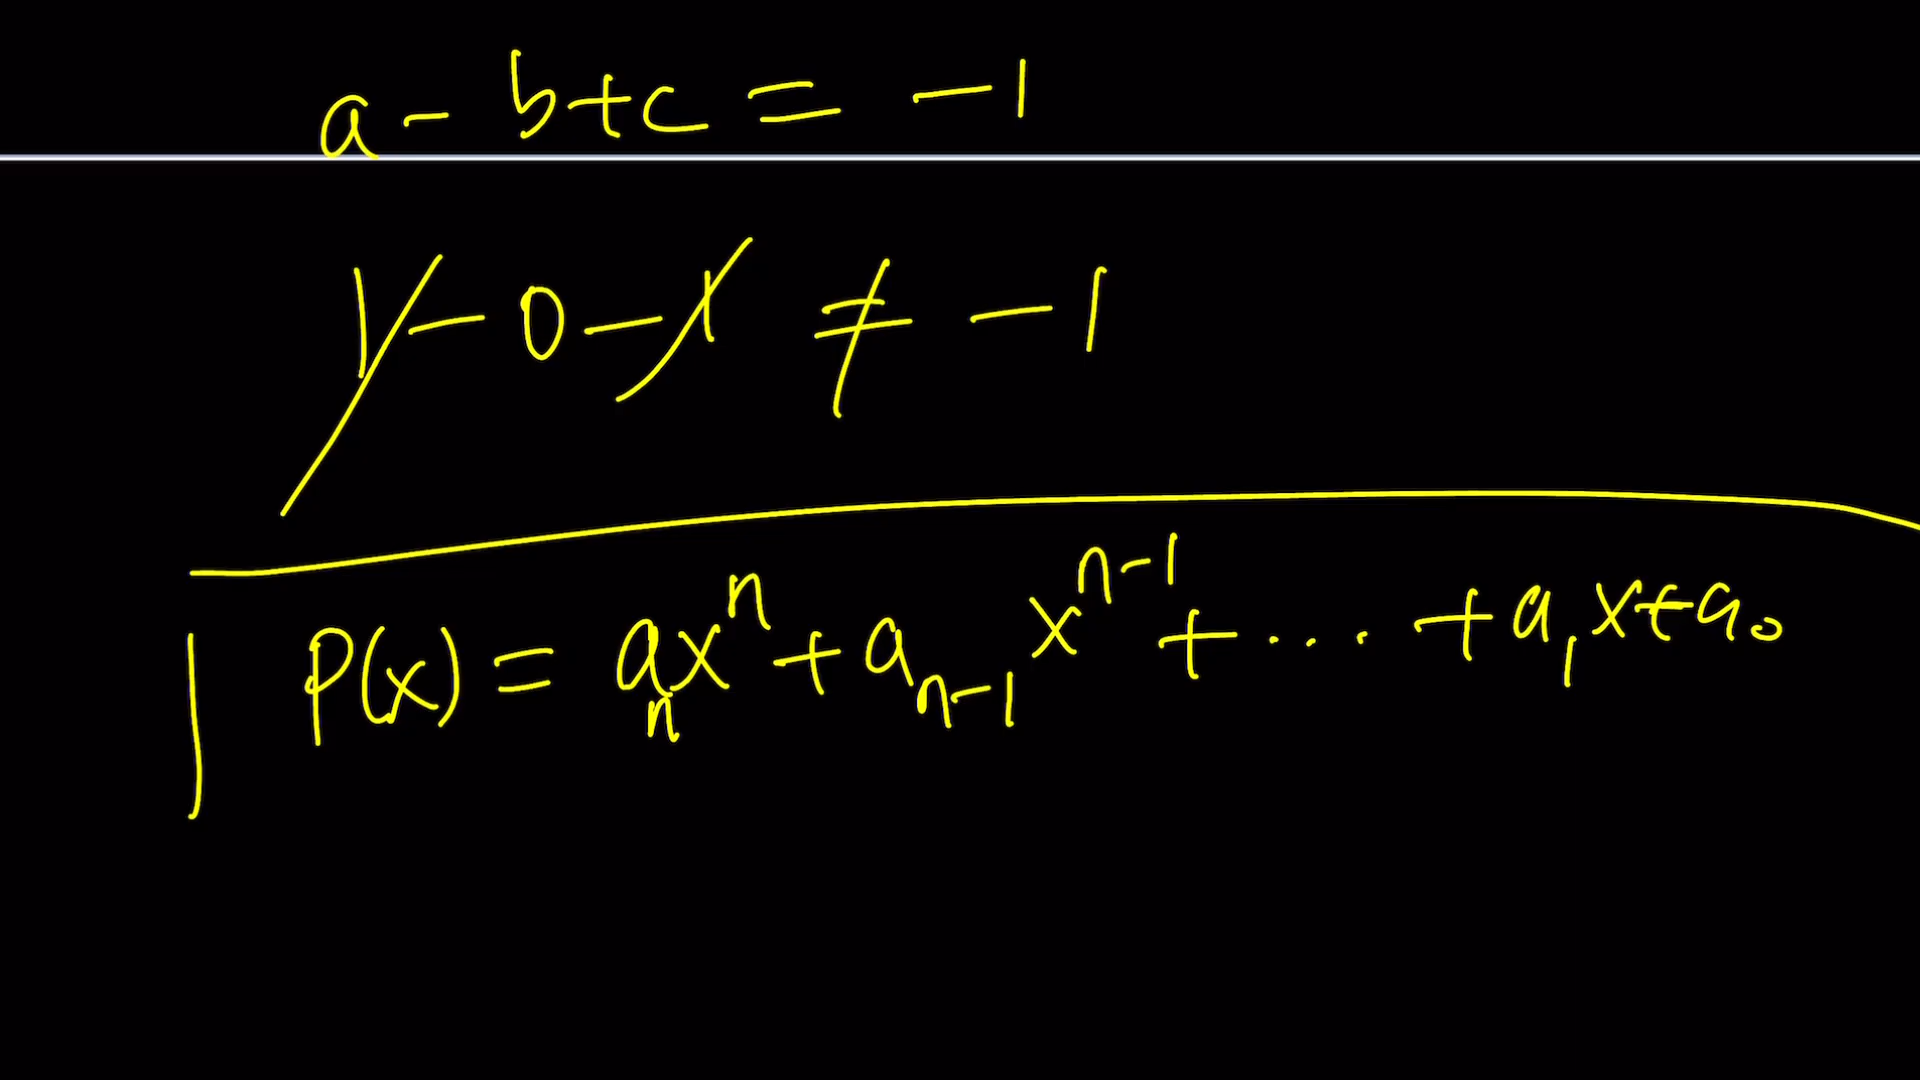 a - b + c = -1
1 - 0 - 1 ≠ -1
P(x) = aₙxⁿ + aₙ₋₁xⁿ⁻¹ + ... + a₁x + a₀